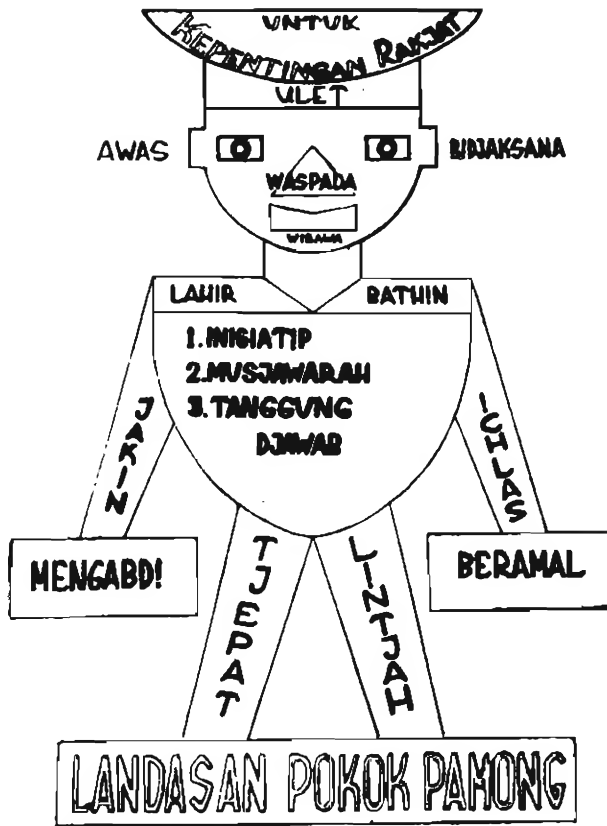 UNTUK
KEPENTINGAN RAKJAT
ULET
AWAS
BIDJAKSANA
WASPADA
WIBAWA
LAHIR
BATHIN
1. INISIATIP
2. MUSJAWARAH
3. TANGGUNG
DJAWAB
JAKIN
ICHLAS
MENGABDI
BERAMAL
TJEPAT
LINTJAH
LANDASAN POKOK PAMONG